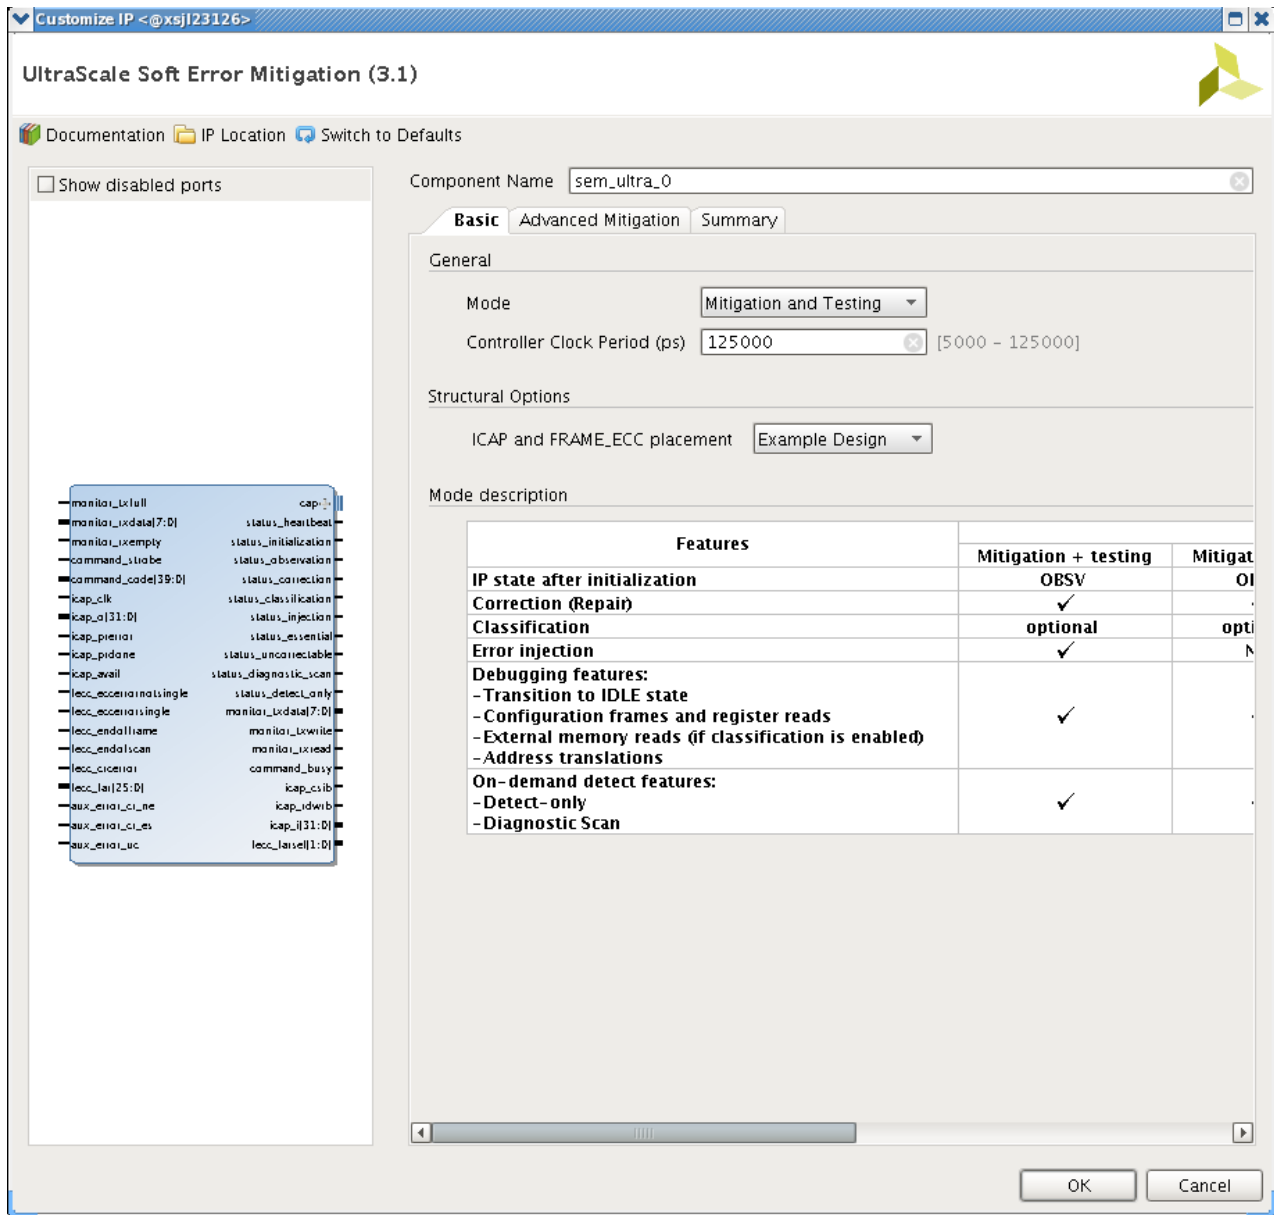 Customize IP <@xsjl23126>
UltraScale Soft Error Mitigation (3.1)
Documentation IP Location Switch to Defaults
Show disabled ports
monitor_txfull
monitor_rxdata[7:0]
monitor_rxempty
command_strobe
command_code[39:0]
icap_clk
icap_o[31:0]
icap_prerror
icap_prdone
icap_avail
fecc_eccerrornotsingle
fecc_eccerrorsingle
fecc_endofframe
fecc_endofscan
fecc_crcerror
fecc_far[25:0]
aux_error_cr_ne
aux_error_cr_es
aux_error_uc
cap
status_heartbeat
status_initialization
status_observation
status_correction
status_classification
status_injection
status_essential
status_uncorrectable
status_diagnostic_scan
status_detect_only
monitor_txdata[7:0]
monitor_txwrite
monitor_rxread
command_busy
icap_csib
icap_rdwrb
icap_i[31:0]
fecc_farsel[1:0]
Component Name sem_ultra_0
Basic Advanced Mitigation Summary
General
Mode Mitigation and Testing
Controller Clock Period (ps) 125000 [5000 - 125000]
Structural Options
ICAP and FRAME_ECC placement Example Design
Mode description
Features Mitigation + testing Mitigat
IP state after initialization OBSV
Correction (Repair) ✓
Classification optional opti
Error injection ✓ N
Debugging features:
-Transition to IDLE state
-Configuration frames and register reads ✓
-External memory reads (if classification is enabled)
-Address translations
On-demand detect features:
-Detect-only ✓
-Diagnostic Scan
OK Cancel